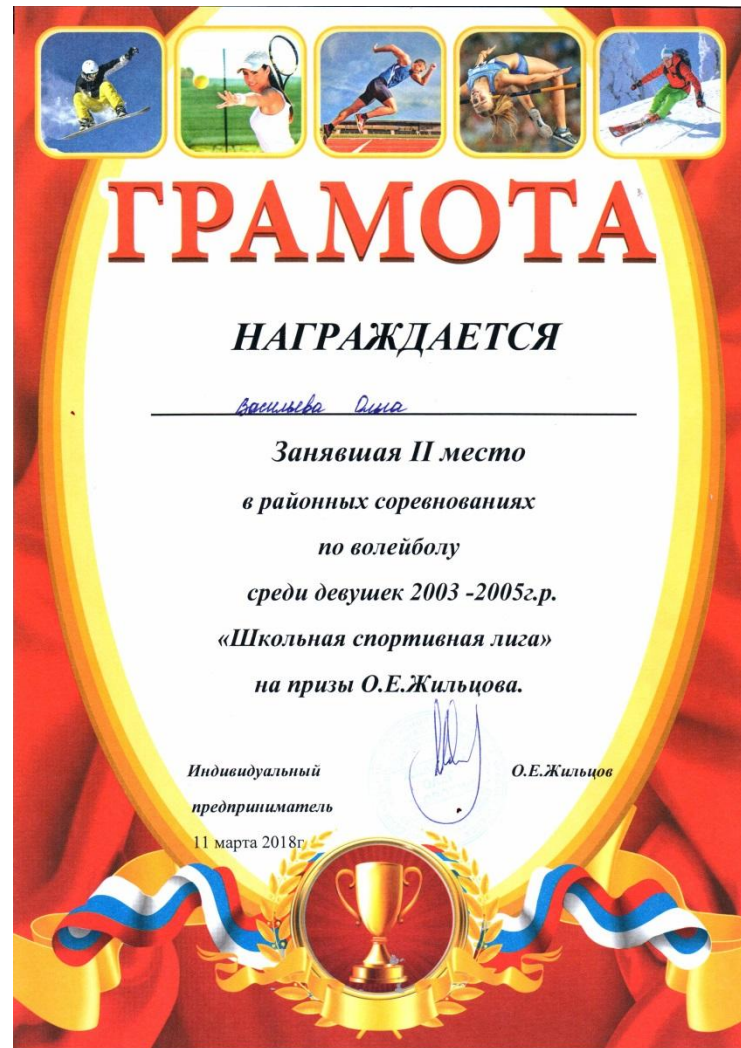 ГРАМОТА
НАГРАЖДАЕТСЯ
Васильева Ольга
Занявшая II место
в районных соревнованиях
по волейболу
среди девушек 2003 -2005г.р.
«Школьная спортивная лига»
на призы О.Е.Жильцова.
Индивидуальный О.Е.Жильцов
предприниматель
11 марта 2018г